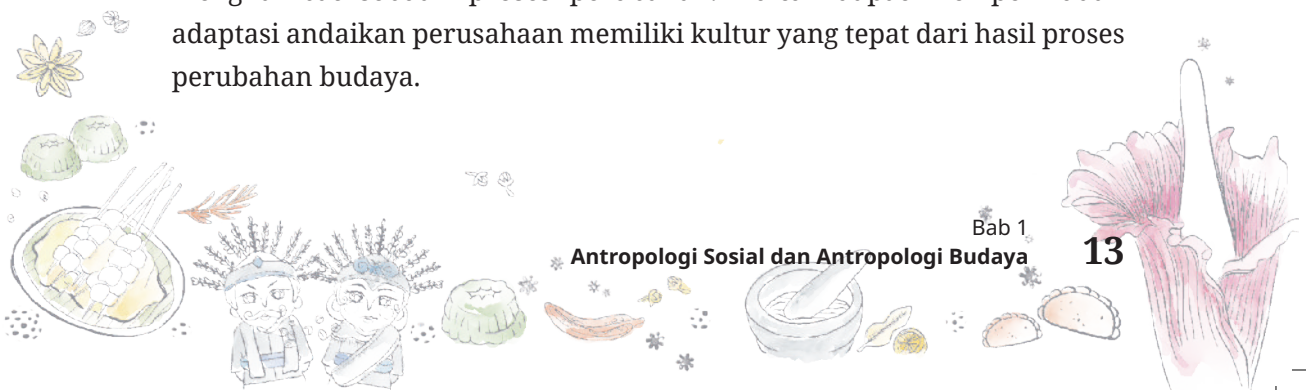 adaptasi andaikan perusahaan memiliki kultur yang tepat dari hasil proses
perubahan budaya.
Bab 1
Antropologi Sosial dan Antropologi Budaya
13